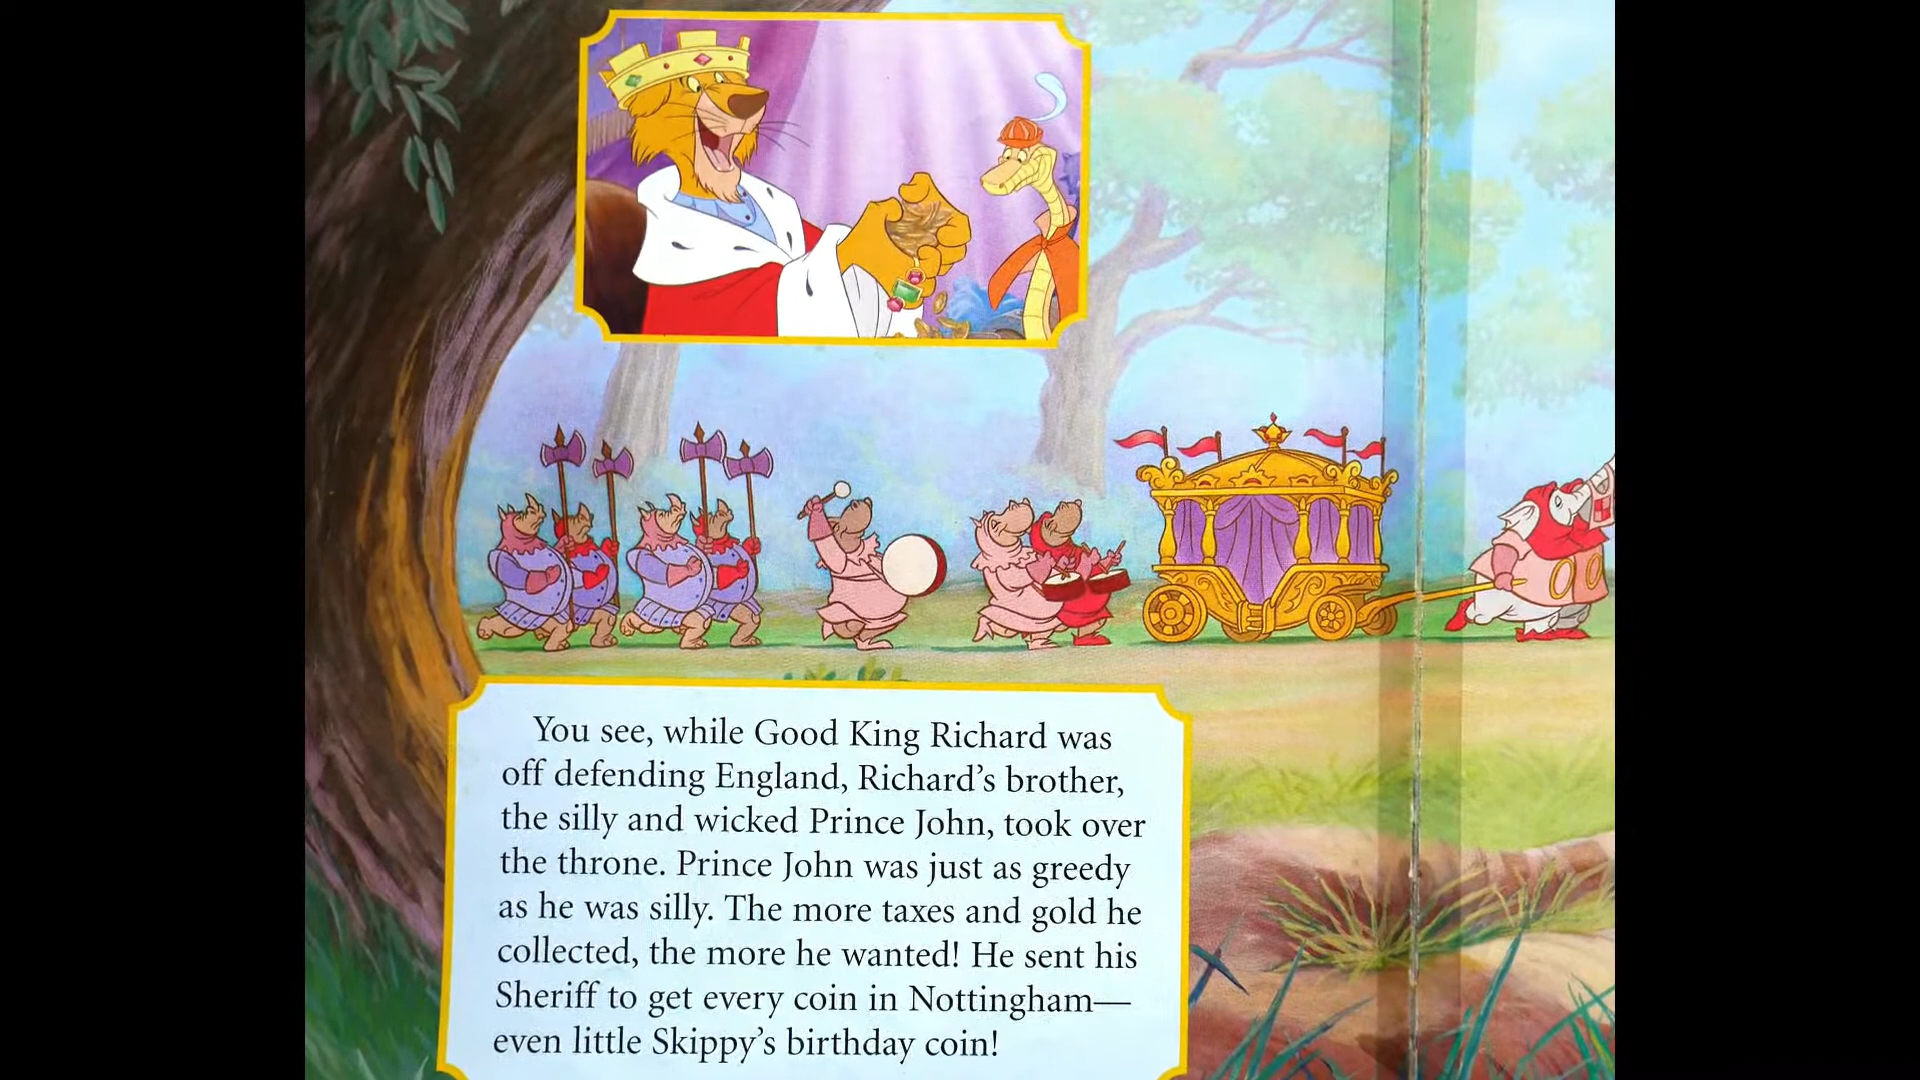 You see, while Good King Richard was
off defending England, Richard's brother,
the silly and wicked Prince John, took over
the throne. Prince John was just as greedy
as he was silly. The more taxes and gold he
collected, the more he wanted! He sent his
Sheriff to get every coin in Nottingham—
even little Skippy's birthday coin!